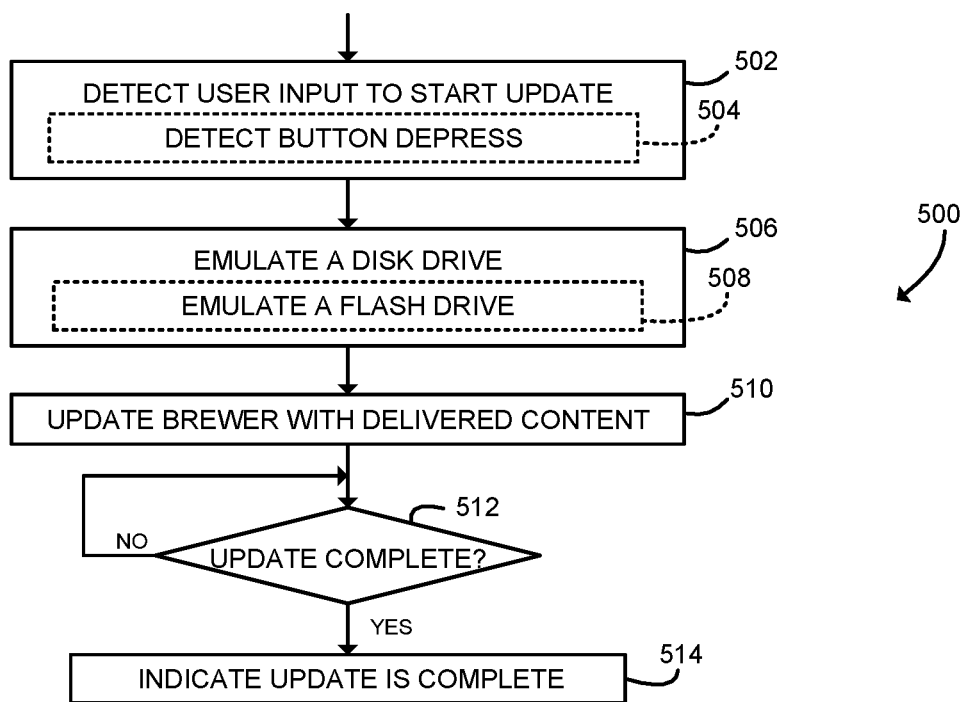 502
DETECT USER INPUT TO START UPDATE
504
DETECT BUTTON DEPRESS
500
506
EMULATE A DISK DRIVE
508
EMULATE A FLASH DRIVE
510
UPDATE BREWER WITH DELIVERED CONTENT
512
NO
UPDATE COMPLETE?
YES
514
INDICATE UPDATE IS COMPLETE